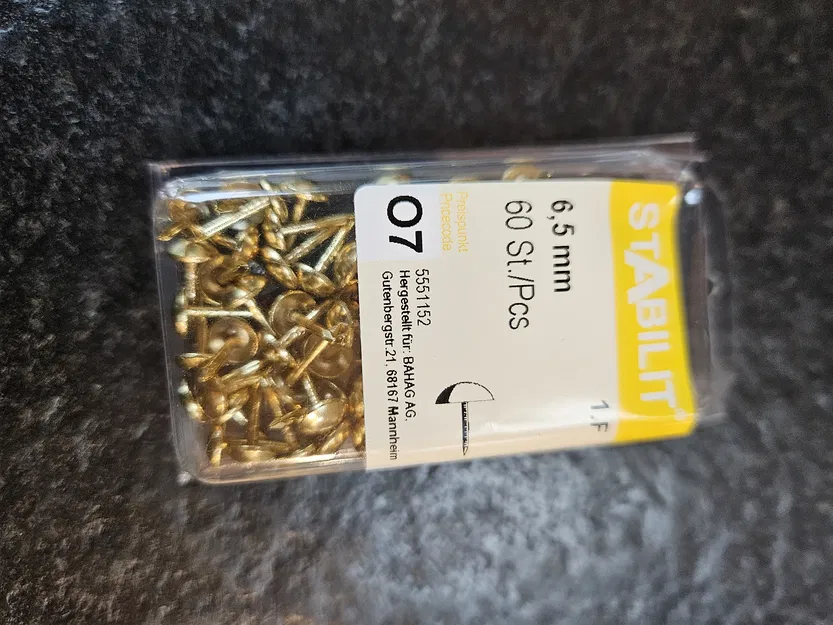 STABILIT®
1.F
6,5 mm
60 St./Pcs
Preispunkt
Pricecode
07
5551152
Hergestellt für: BAHAG AG,
Gutenbergstr.21, 68167 Mannheim